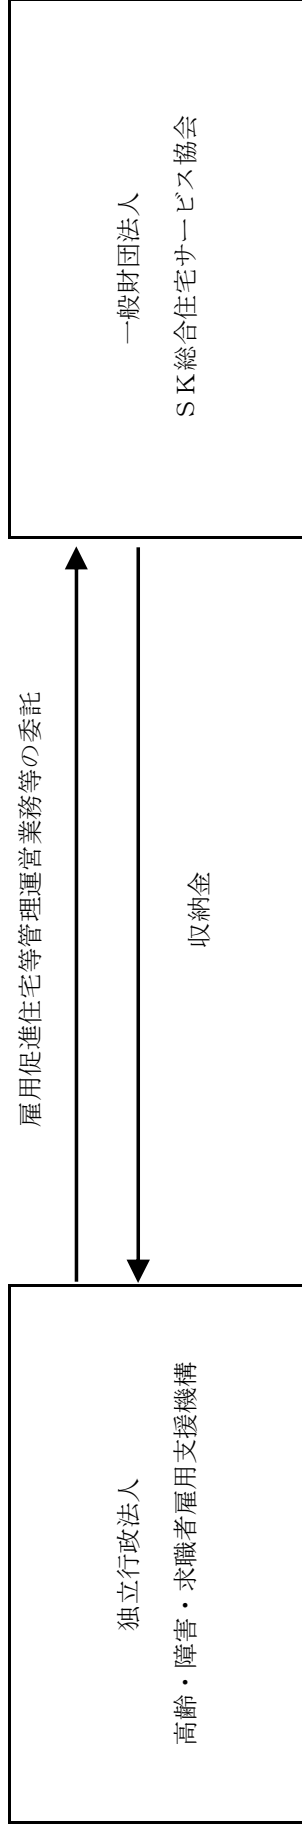 独立行政法人
高齢・障害・求職者雇用支援機構
雇用促進住宅等管理運営業務等の委託
収納金
一般財団法人
ＳＫ総合住宅サービス協会